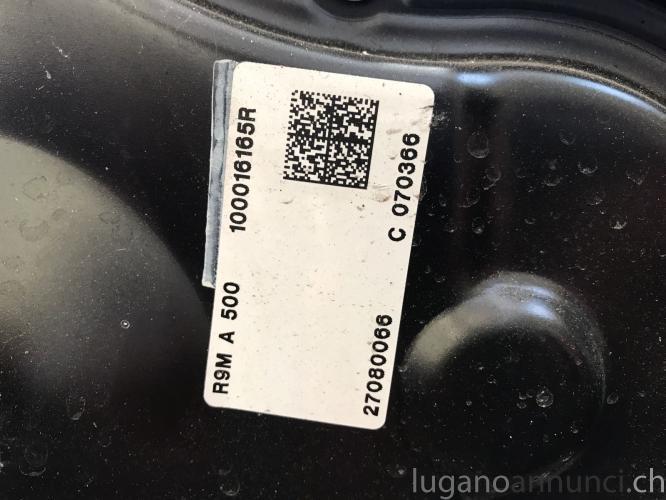 R9M A 500 100016165R
27080066 C 070366
luganoannunci.ch